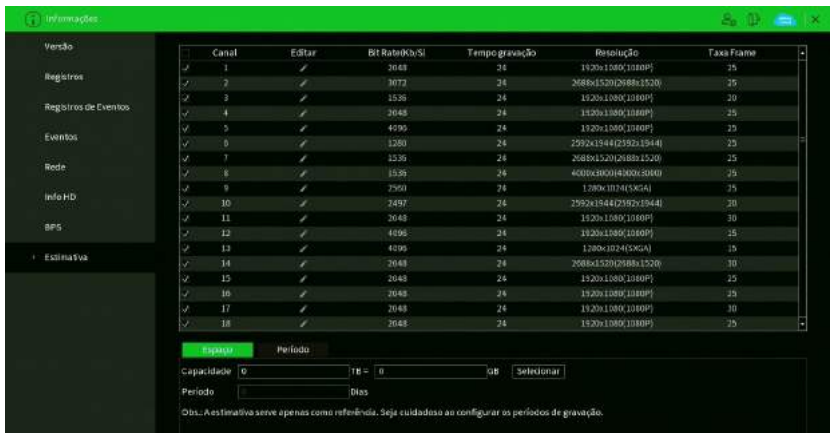 Informações
Versão
Registros
Registros de Eventos
Eventos
Rede
Info HD
BPS
Estimativa
Canal Editar Bit Rate(Kb/S) Tempo gravação Resolução Taxa Frame
1 2048 24 1920x1080(1080P) 25
2 3072 24 2688x1520(2688x1520) 25
3 1536 24 1920x1080(1080P) 20
4 2048 24 1920x1080(1080P) 25
5 4096 24 1920x1080(1080P) 25
6 1280 24 2592x1944(2592x1944) 25
7 1536 24 2688x1520(2688x1520) 25
8 1536 24 4000x3000(4000x3000) 25
9 2560 24 1280x1024(SXGA) 25
10 2497 24 2592x1944(2592x1944) 20
11 2048 24 1920x1080(1080P) 30
12 4096 24 1920x1080(1080P) 15
13 4096 24 1280x1024(SXGA) 15
14 2048 24 2688x1520(2688x1520) 30
15 2048 24 1920x1080(1080P) 25
16 2048 24 1920x1080(1080P) 25
17 2048 24 1920x1080(1080P) 30
18 2048 24 1920x1080(1080P) 25
Espaço Período
Capacidade 0 TB = 0 GB Selecionar
Período 0 Dias
Obs.: A estimativa serve apenas como referência. Seja cuidadoso ao configurar os períodos de gravação.